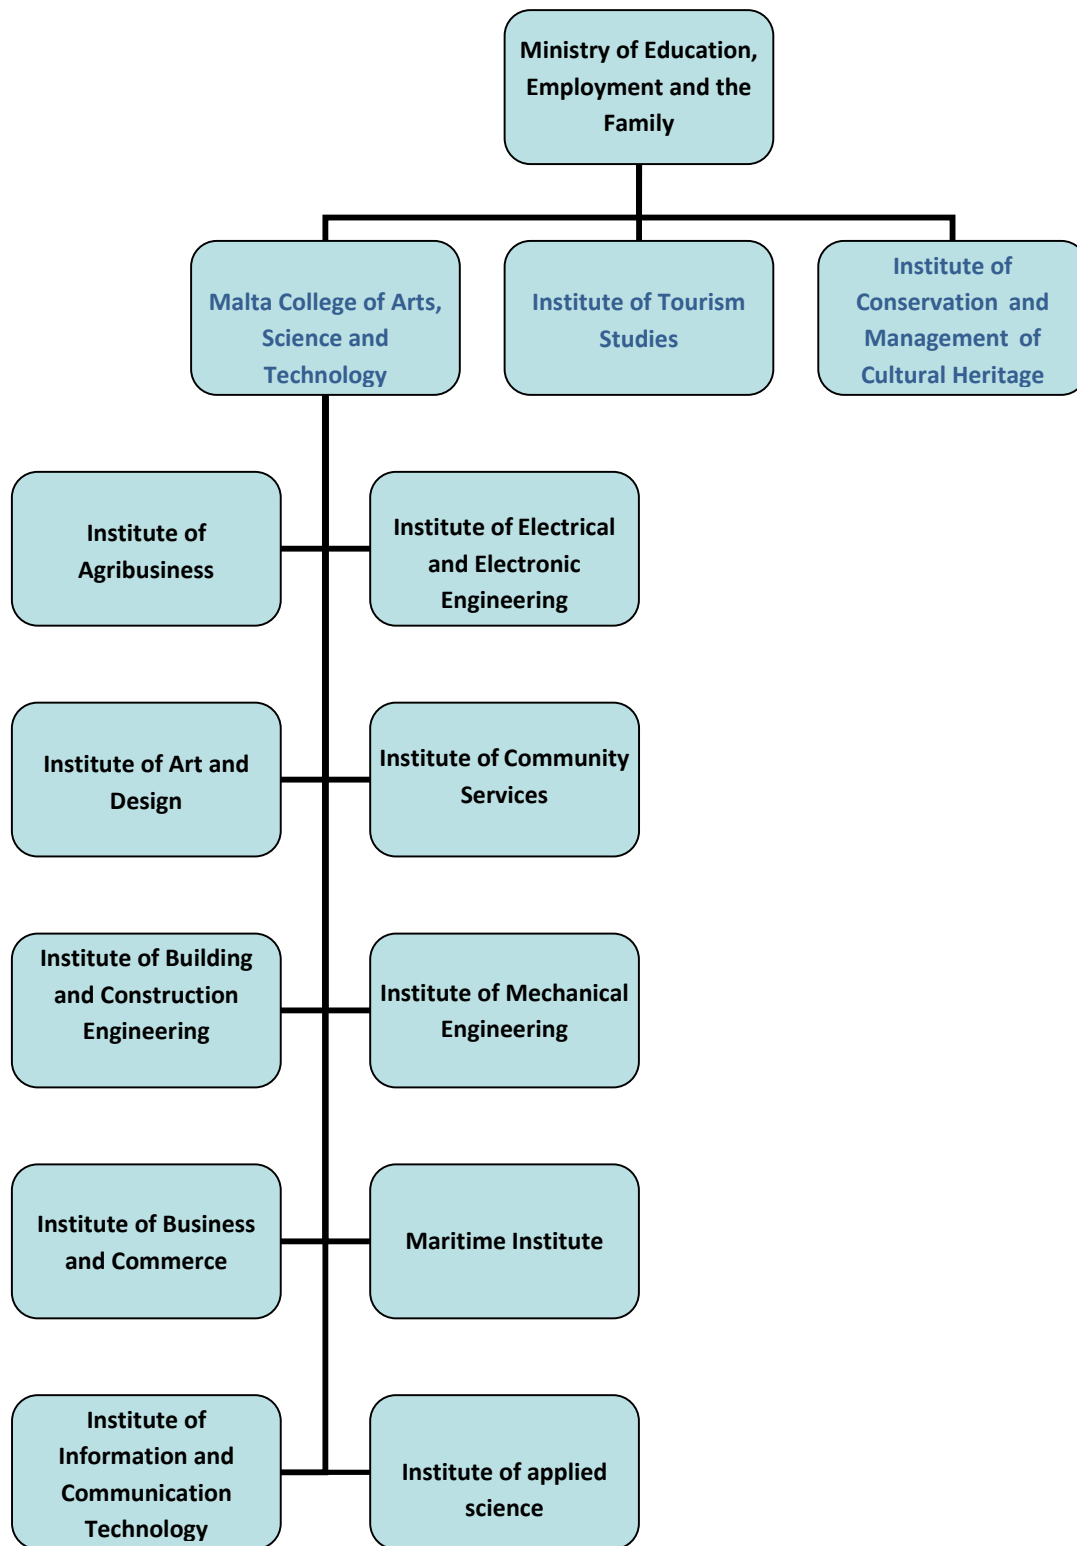 Ministry of Education,
Employment and the
Family
Malta College of Arts,
Science and
Technology
Institute of Tourism
Studies
Institute of
Conservation and
Management of
Cultural Heritage
Institute of
Agribusiness
Institute of Electrical
and Electronic
Engineering
Institute of Art and
Design
Institute of Community
Services
Institute of Building
and Construction
Engineering
Institute of Mechanical
Engineering
Institute of Business
and Commerce
Maritime Institute
Institute of
Information and
Communication
Technology
Institute of applied
science